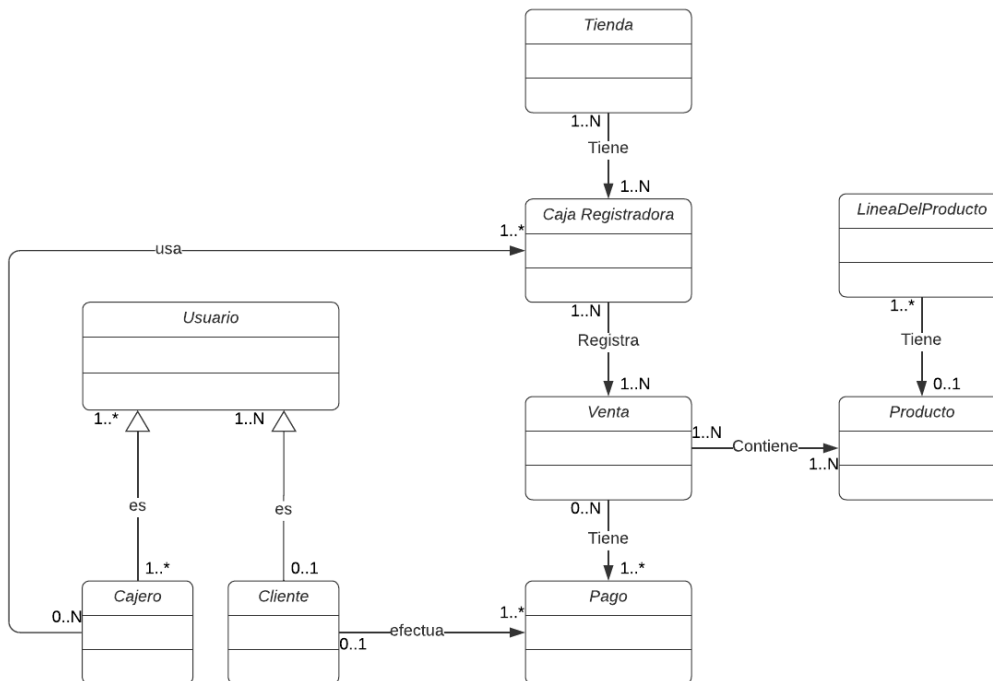 Tienda
1..N
Tiene
1..N
Caja Registradora
LineaDelProducto
1..*
usa
1..N
1..*
Usuario
Registra
Tiene
1..N
0..1
1..*
1..N
Venta
Producto
1..N
Contiene
1..N
es
es
0..N
Tiene
1..*
0..1
1..*
Cajero
Cliente
Pago
0..N
1..*
efectua
0..1